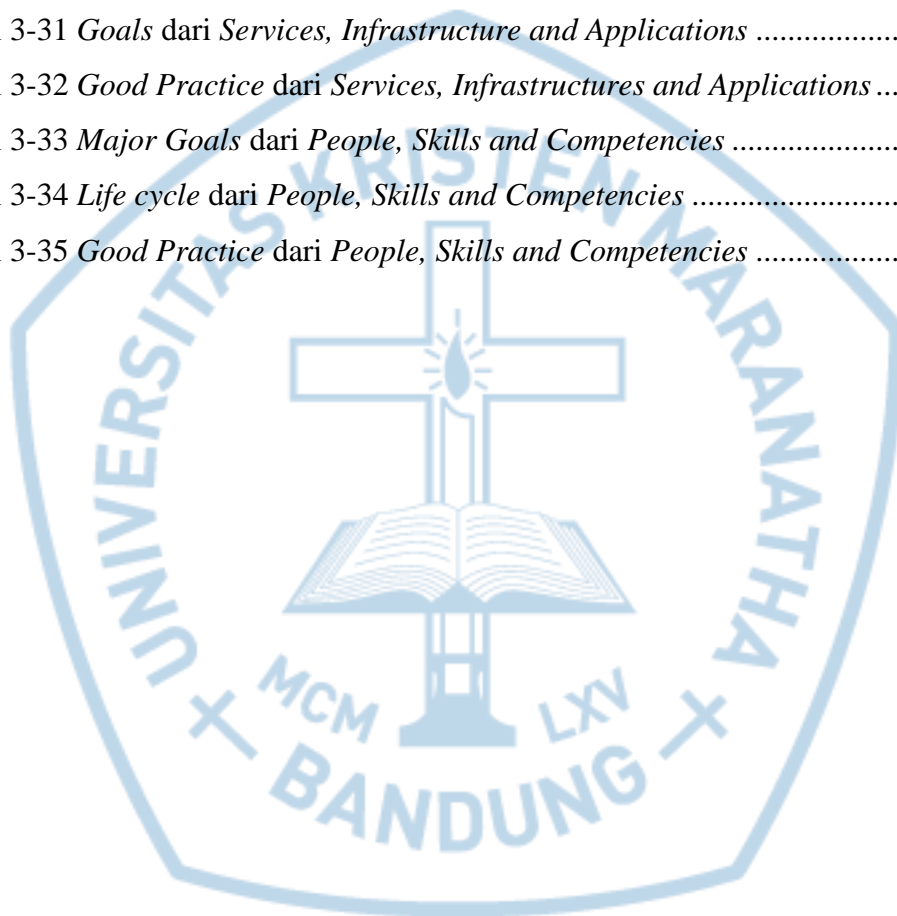 3-31 Goals dari Services, Infrastructure and Applications ....................
3-32 Good Practice dari Services, Infrastructures and Applications ...
3-33 Major Goals dari People, Skills and Competencies .......................
3-34 Life cycle dari People, Skills and Competencies .............................
3-35 Good Practice dari People, Skills and Competencies ....................
UNIVERSITAS KRISTEN MARANATHA
MCM LXV
BANDUNG